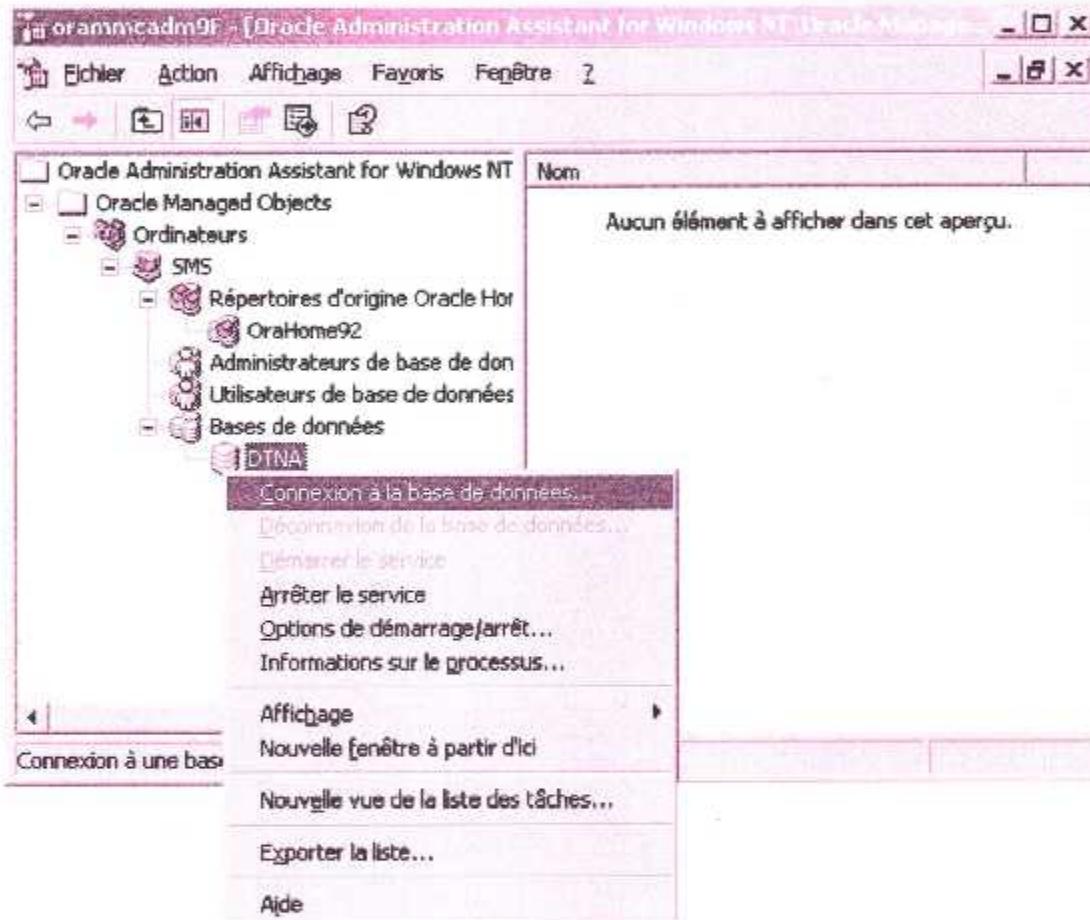 orammcadm9F - [Oracle Administration Assistant for Windows NT\Oracle Manage...
Fichier Action Affichage Favoris Fenêtre ?
Oracle Administration Assistant for Windows NT
Nom
Oracle Managed Objects
Aucun élément à afficher dans cet aperçu.
Ordinateurs
SMS
Répertoires d'origine Oracle Hor
OraHome92
Administrateurs de base de don
Utilisateurs de base de données
Bases de données
DTNA
Connexion à la base de données...
Déconnexion de la base de données...
Démarrer le service
Arrêter le service
Options de démarrage/arrêt...
Informations sur le processus...
Affichage
Nouvelle fenêtre à partir d'ici
Connexion à une bas
Nouvelle vue de la liste des tâches...
Exporter la liste...
Aide